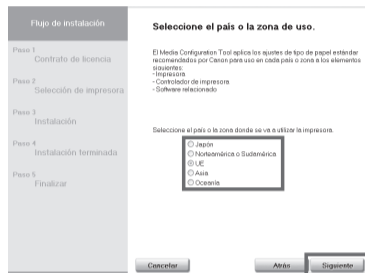 Flujo de instalación
Paso 1
Contrato de licencia
Paso 2
Selección de impresora
Paso 3
Instalación
Paso 4
Instalación terminada
Paso 5
Finalizar
Seleccione el país o la zona de uso.
El Media Configuration Tool aplica los ajustes de tipo de papel estándar
recomendados por Canon para uso en cada país o zona a los elementos
siguientes:
- Impresora
- Controlador de impresora
- Software relacionado
Seleccione el país o la zona donde se va a utilizar la impresora.
Japón
Norteamérica o Sudamérica
UE
Asia
Oceanía
Cancelar
Atrás
Siguiente